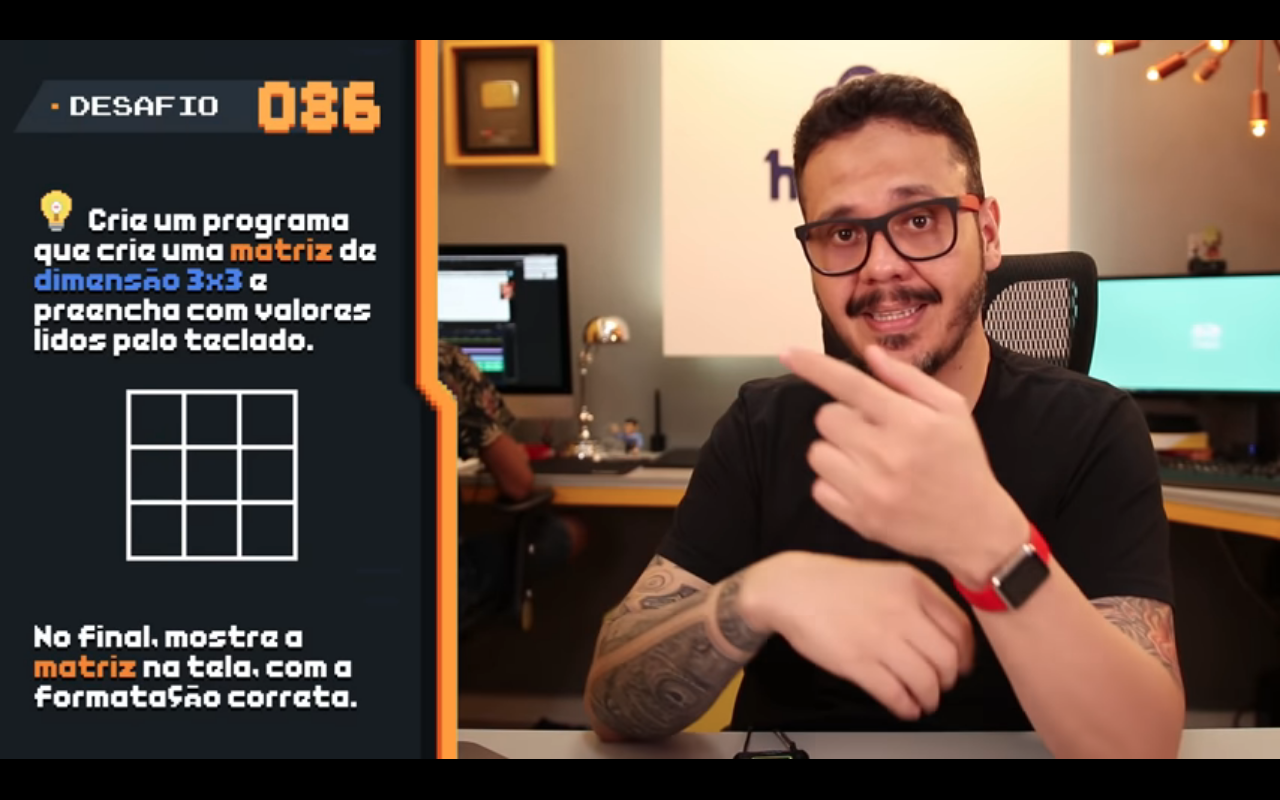 DESAFIO 086
Crie um programa
que crie uma matriz de
dimensão 3x3 e
preencha com valores
lidos pelo teclado.
No final, mostre a
matriz na tela, com a
formatação correta.